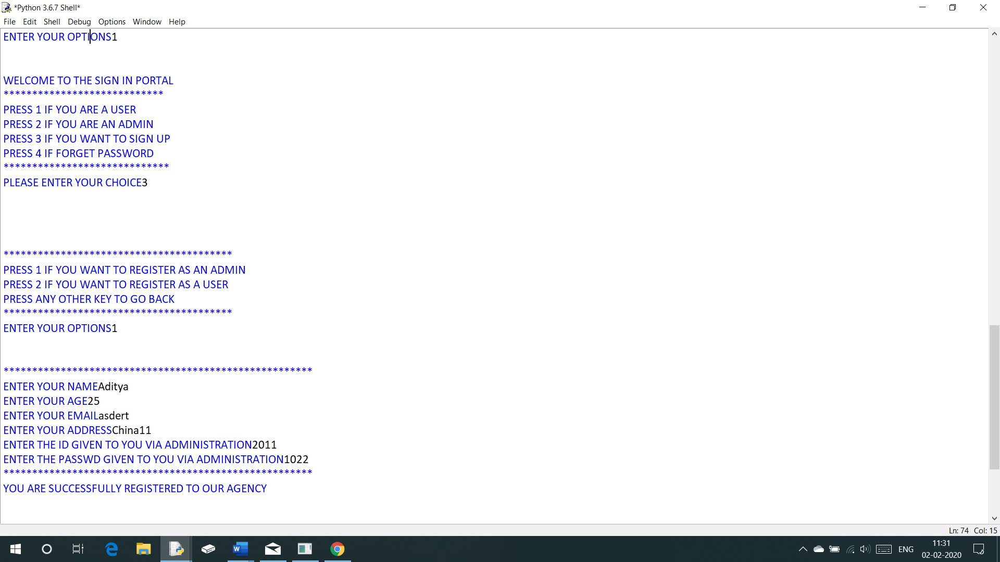 *Python 3.6.7 Shell*
File Edit Shell Debug Options Window Help
ENTER YOUR OPTIONS1
WELCOME TO THE SIGN IN PORTAL
****************************
PRESS 1 IF YOU ARE A USER
PRESS 2 IF YOU ARE AN ADMIN
PRESS 3 IF YOU WANT TO SIGN UP
PRESS 4 IF FORGET PASSWORD
*****************************
PLEASE ENTER YOUR CHOICE3
****************************************
PRESS 1 IF YOU WANT TO REGISTER AS AN ADMIN
PRESS 2 IF YOU WANT TO REGISTER AS A USER
PRESS ANY OTHER KEY TO GO BACK
****************************************
ENTER YOUR OPTIONS1
******************************************************
ENTER YOUR NAMEAditya
ENTER YOUR AGE25
ENTER YOUR EMAILasdert
ENTER YOUR ADDRESSChina11
ENTER THE ID GIVEN TO YOU VIA ADMINISTRATION2011
ENTER THE PASSWD GIVEN TO YOU VIA ADMINISTRATION1022
******************************************************
YOU ARE SUCCESSFULLY REGISTERED TO OUR AGENCY
Ln: 74 Col: 15
ENG
11:31
02-02-2020